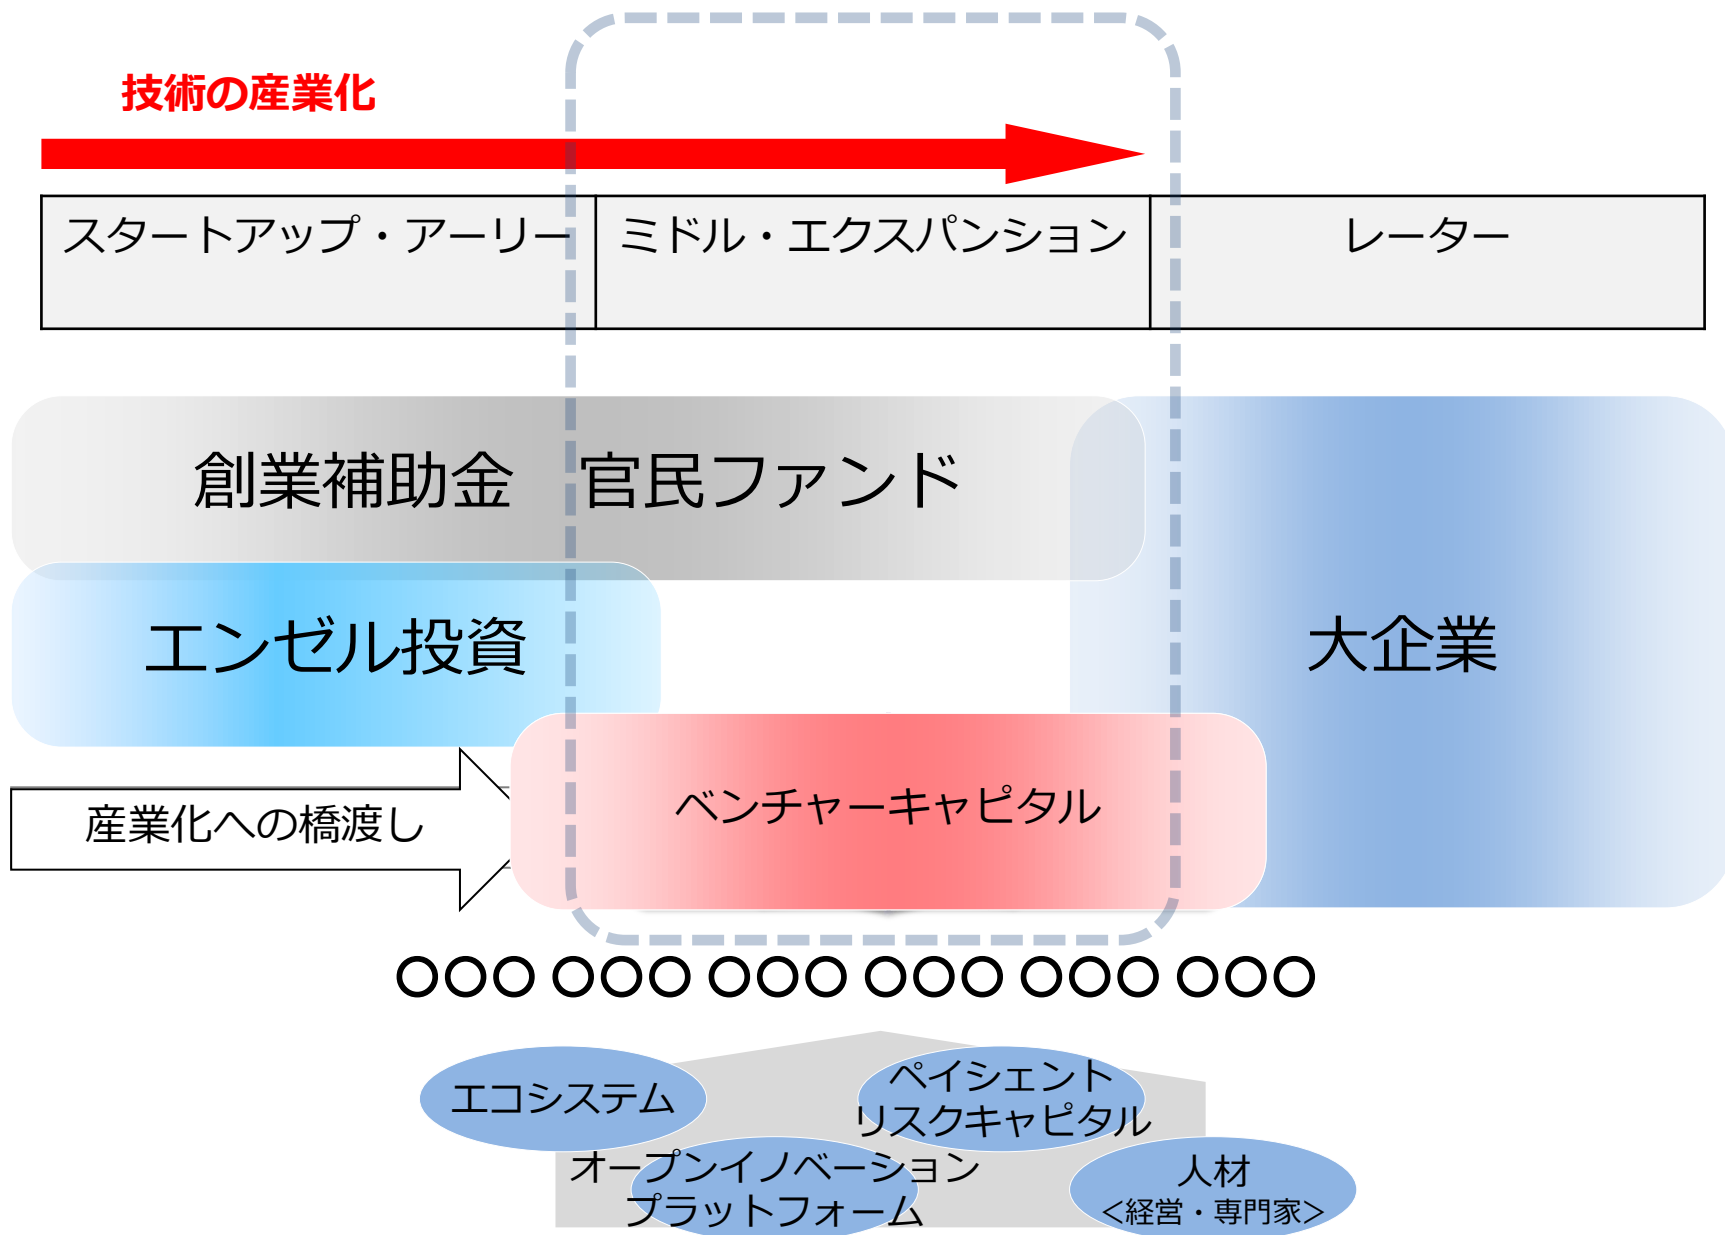 技術の産業化
スタートアップ・アーリー
ミドル・エクスパンション
レーター
創業補助金　官民ファンド
エンゼル投資
大企業
ベンチャーキャピタル
産業化への橋渡し
○○○ ○○○ ○○○ ○○○ ○○○ ○○○
エコシステム
ペイシェント
リスクキャピタル
オープンイノベーション
プラットフォーム
人材
＜経営・専門家＞